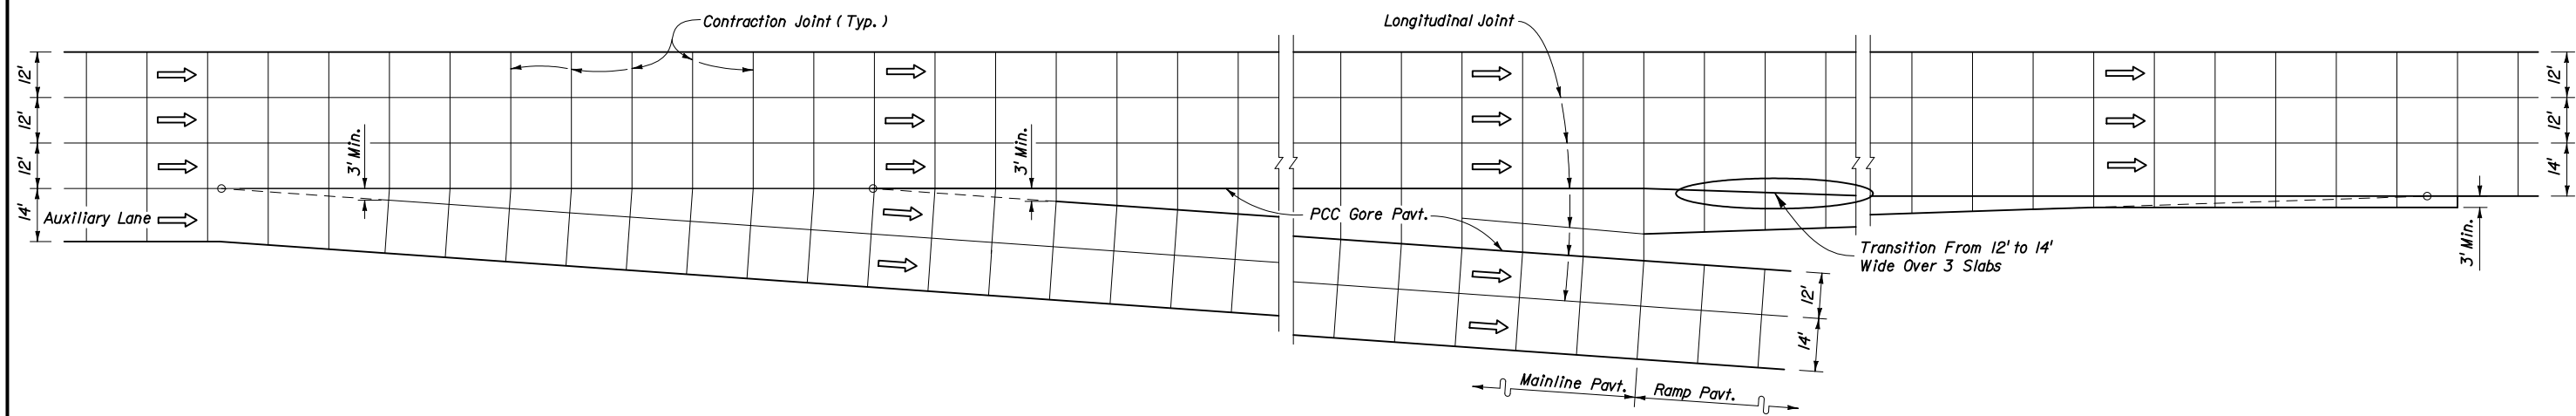 Contraction Joint (Typ.)
Longitudinal Joint
12'
12'
12'
14'
Auxiliary Lane
3' Min.
3' Min.
PCC Gore Pavt.
12'
14'
Mainline Pavt.
Ramp Pavt.
Transition From 12' to 14'
Wide Over 3 Slabs
12'
12'
14'
3' Min.